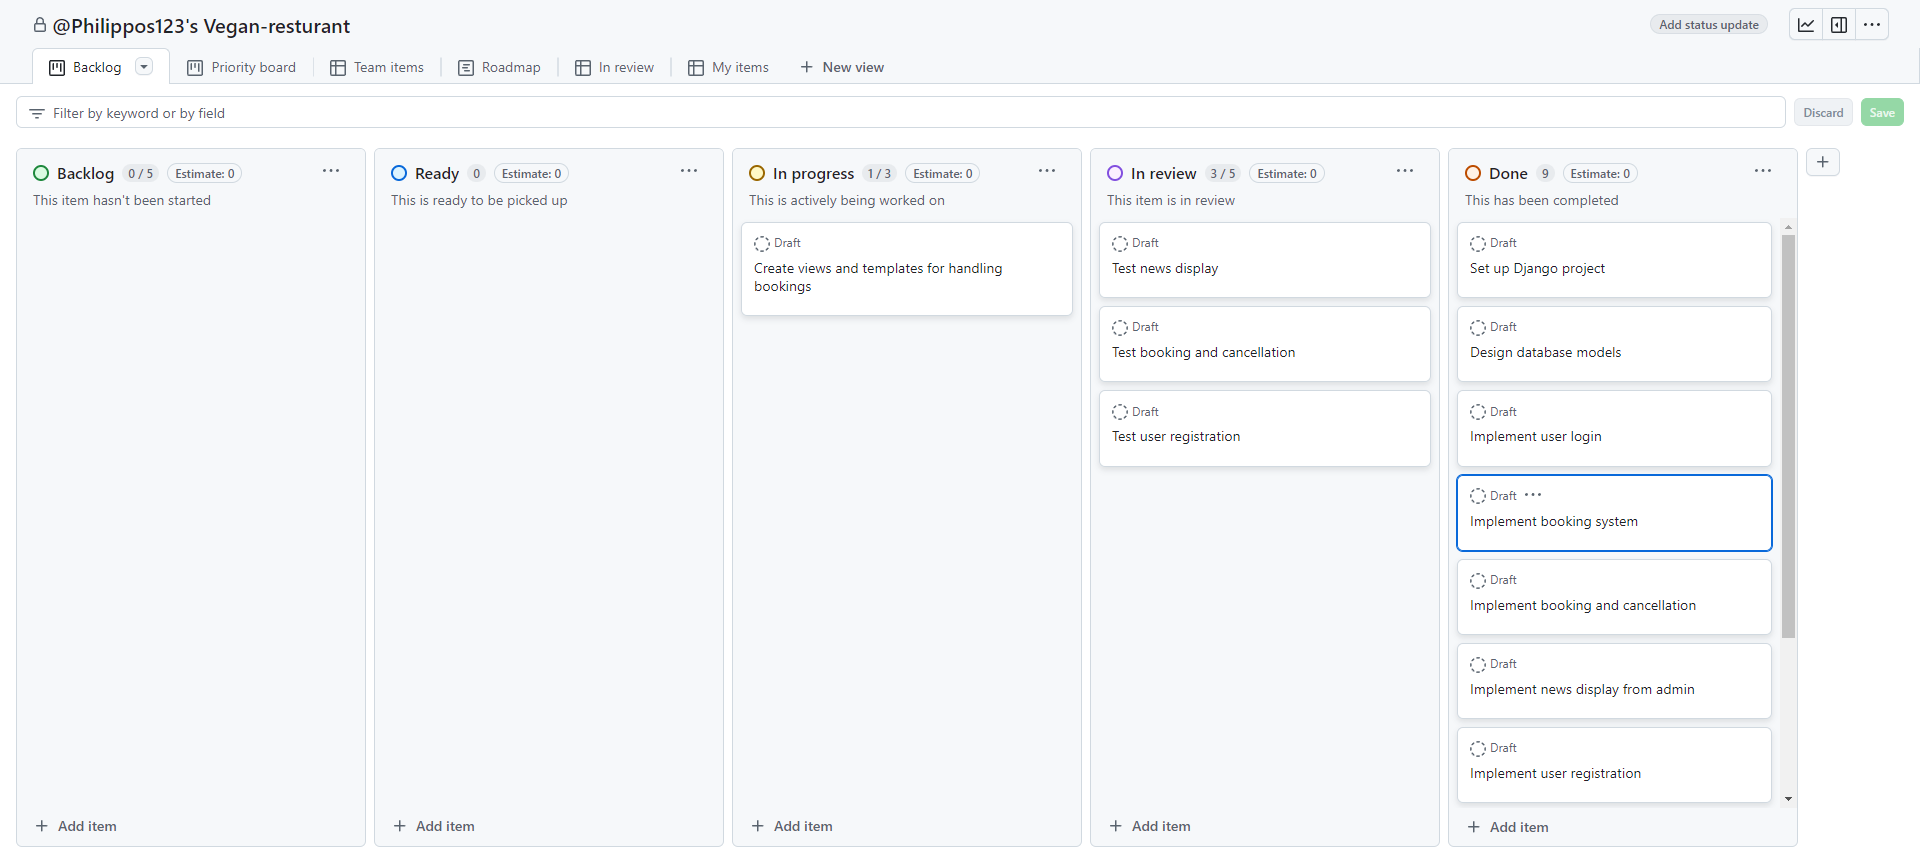 @Philippos123's Vegan-resturant
Add status update
Backlog
Priority board
Team items
Roadmap
In review
My items
New view
Filter by keyword or by field
Discard
Save
Backlog 0 / 5 Estimate: 0
This item hasn't been started
Add item
Ready 0 Estimate: 0
This is ready to be picked up
Add item
In progress 1 / 3 Estimate: 0
This is actively being worked on
Draft
Create views and templates for handling
bookings
Add item
In review 3 / 5 Estimate: 0
This item is in review
Draft
Test news display
Draft
Test booking and cancellation
Draft
Test user registration
Add item
Done 9 Estimate: 0
This has been completed
Draft
Set up Django project
Draft
Design database models
Draft
Implement user login
Draft
Implement booking system
Draft
Implement booking and cancellation
Draft
Implement news display from admin
Draft
Implement user registration
Add item